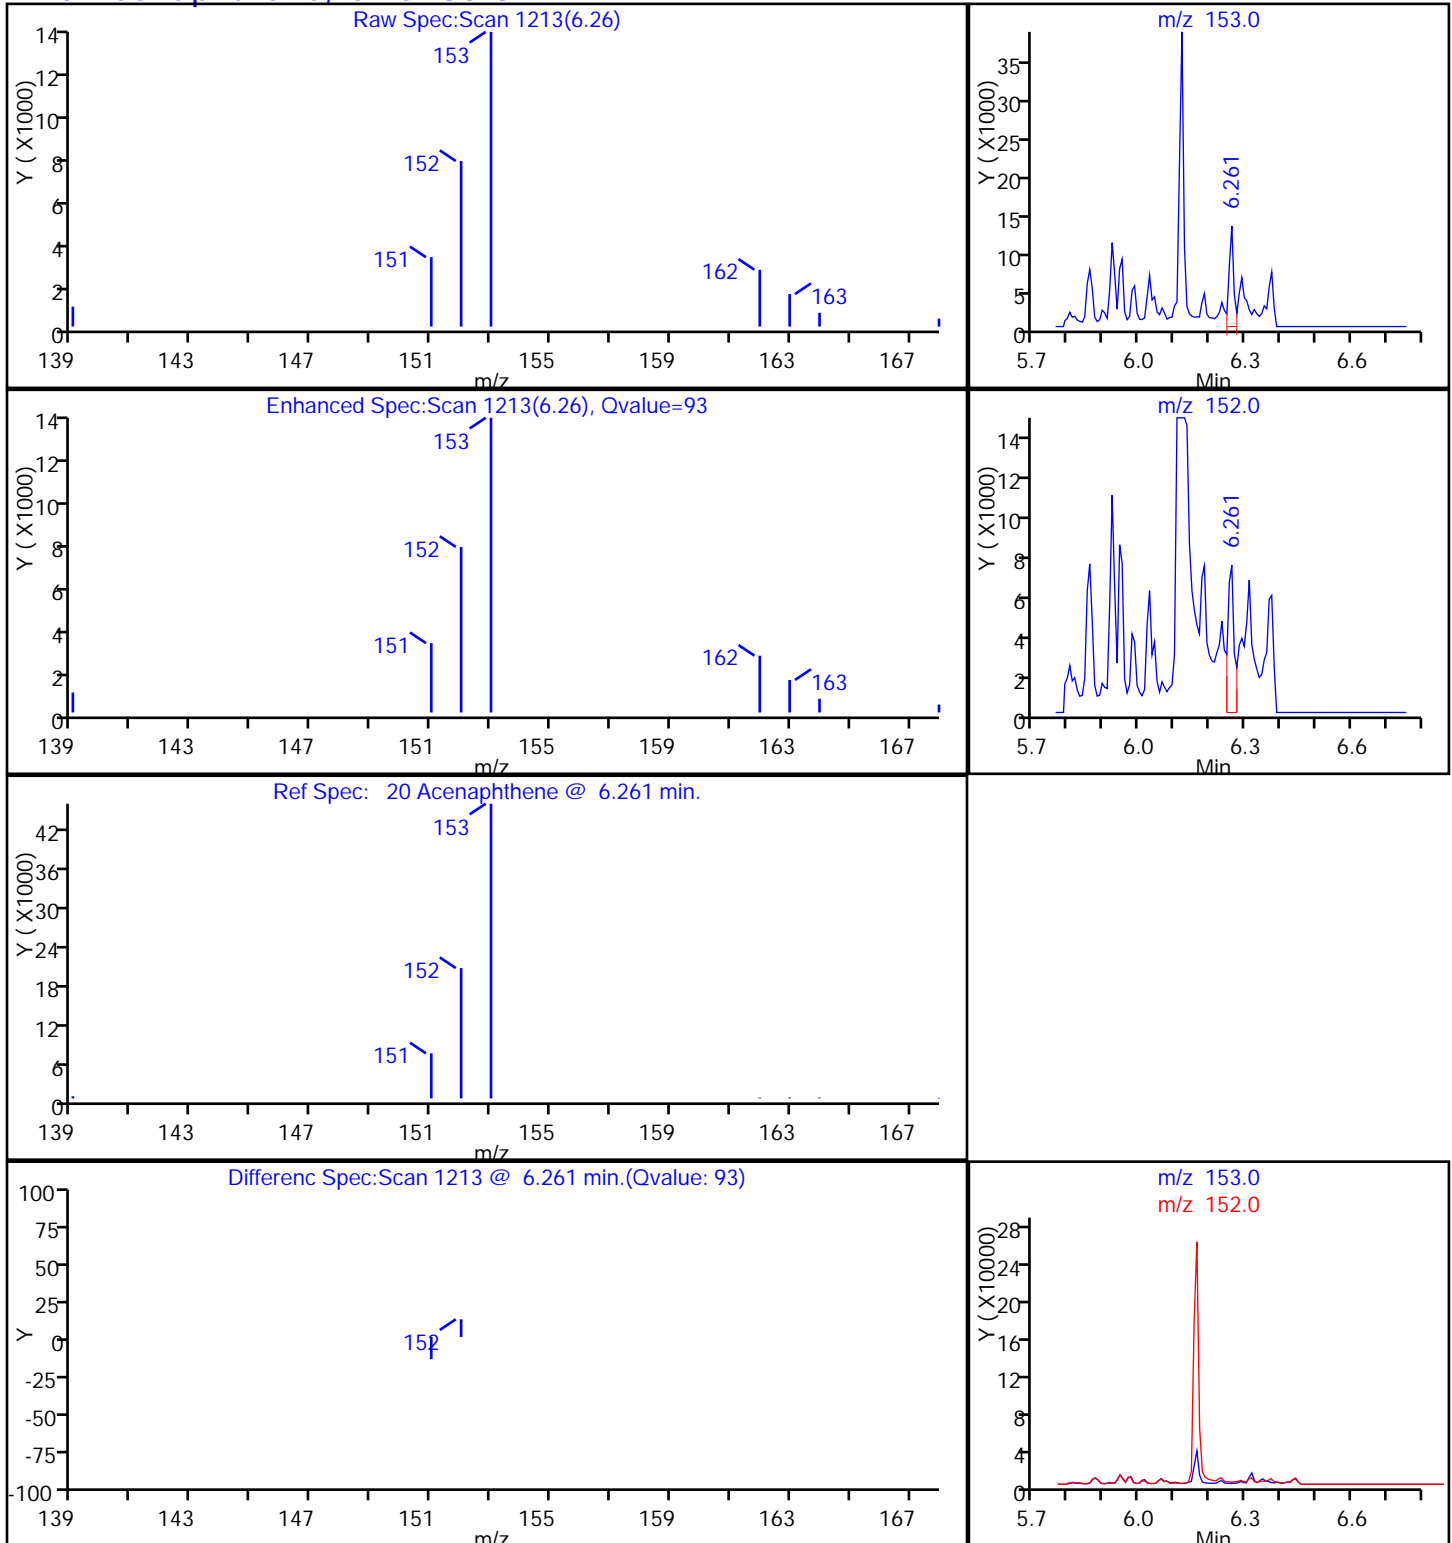 Raw Spec:Scan 1213(6.26)
Y ( X1000)
14
12
10
8
6
4
2
0
153
152
151
162
163
139 143 147 151 155 159 163 167
m/z
m/z 153.0
Y ( X1000)
35
30
25
20
15
10
5
0
6.261
5.7 6.0 6.3 6.6
Min
Enhanced Spec:Scan 1213(6.26), Qvalue=93
Y ( X1000)
14
12
10
8
6
4
2
0
153
152
151
162
163
139 143 147 151 155 159 163 167
m/z
m/z 152.0
Y ( X1000)
14
12
10
8
6
4
2
0
6.261
5.7 6.0 6.3 6.6
Min
Ref Spec: 20 Acenaphthene @ 6.261 min.
Y ( X1000)
42
36
30
24
18
12
6
0
153
152
151
139 143 147 151 155 159 163 167
m/z
Differenc Spec:Scan 1213 @ 6.261 min.(Qvalue: 93)
Y
100
75
50
25
0
-25
-50
-75
-100
152
139 143 147 151 155 159 163 167
m/z
m/z 153.0
m/z 152.0
Y ( X10000)
28
24
20
16
12
8
4
0
5.7 6.0 6.3 6.6
Min